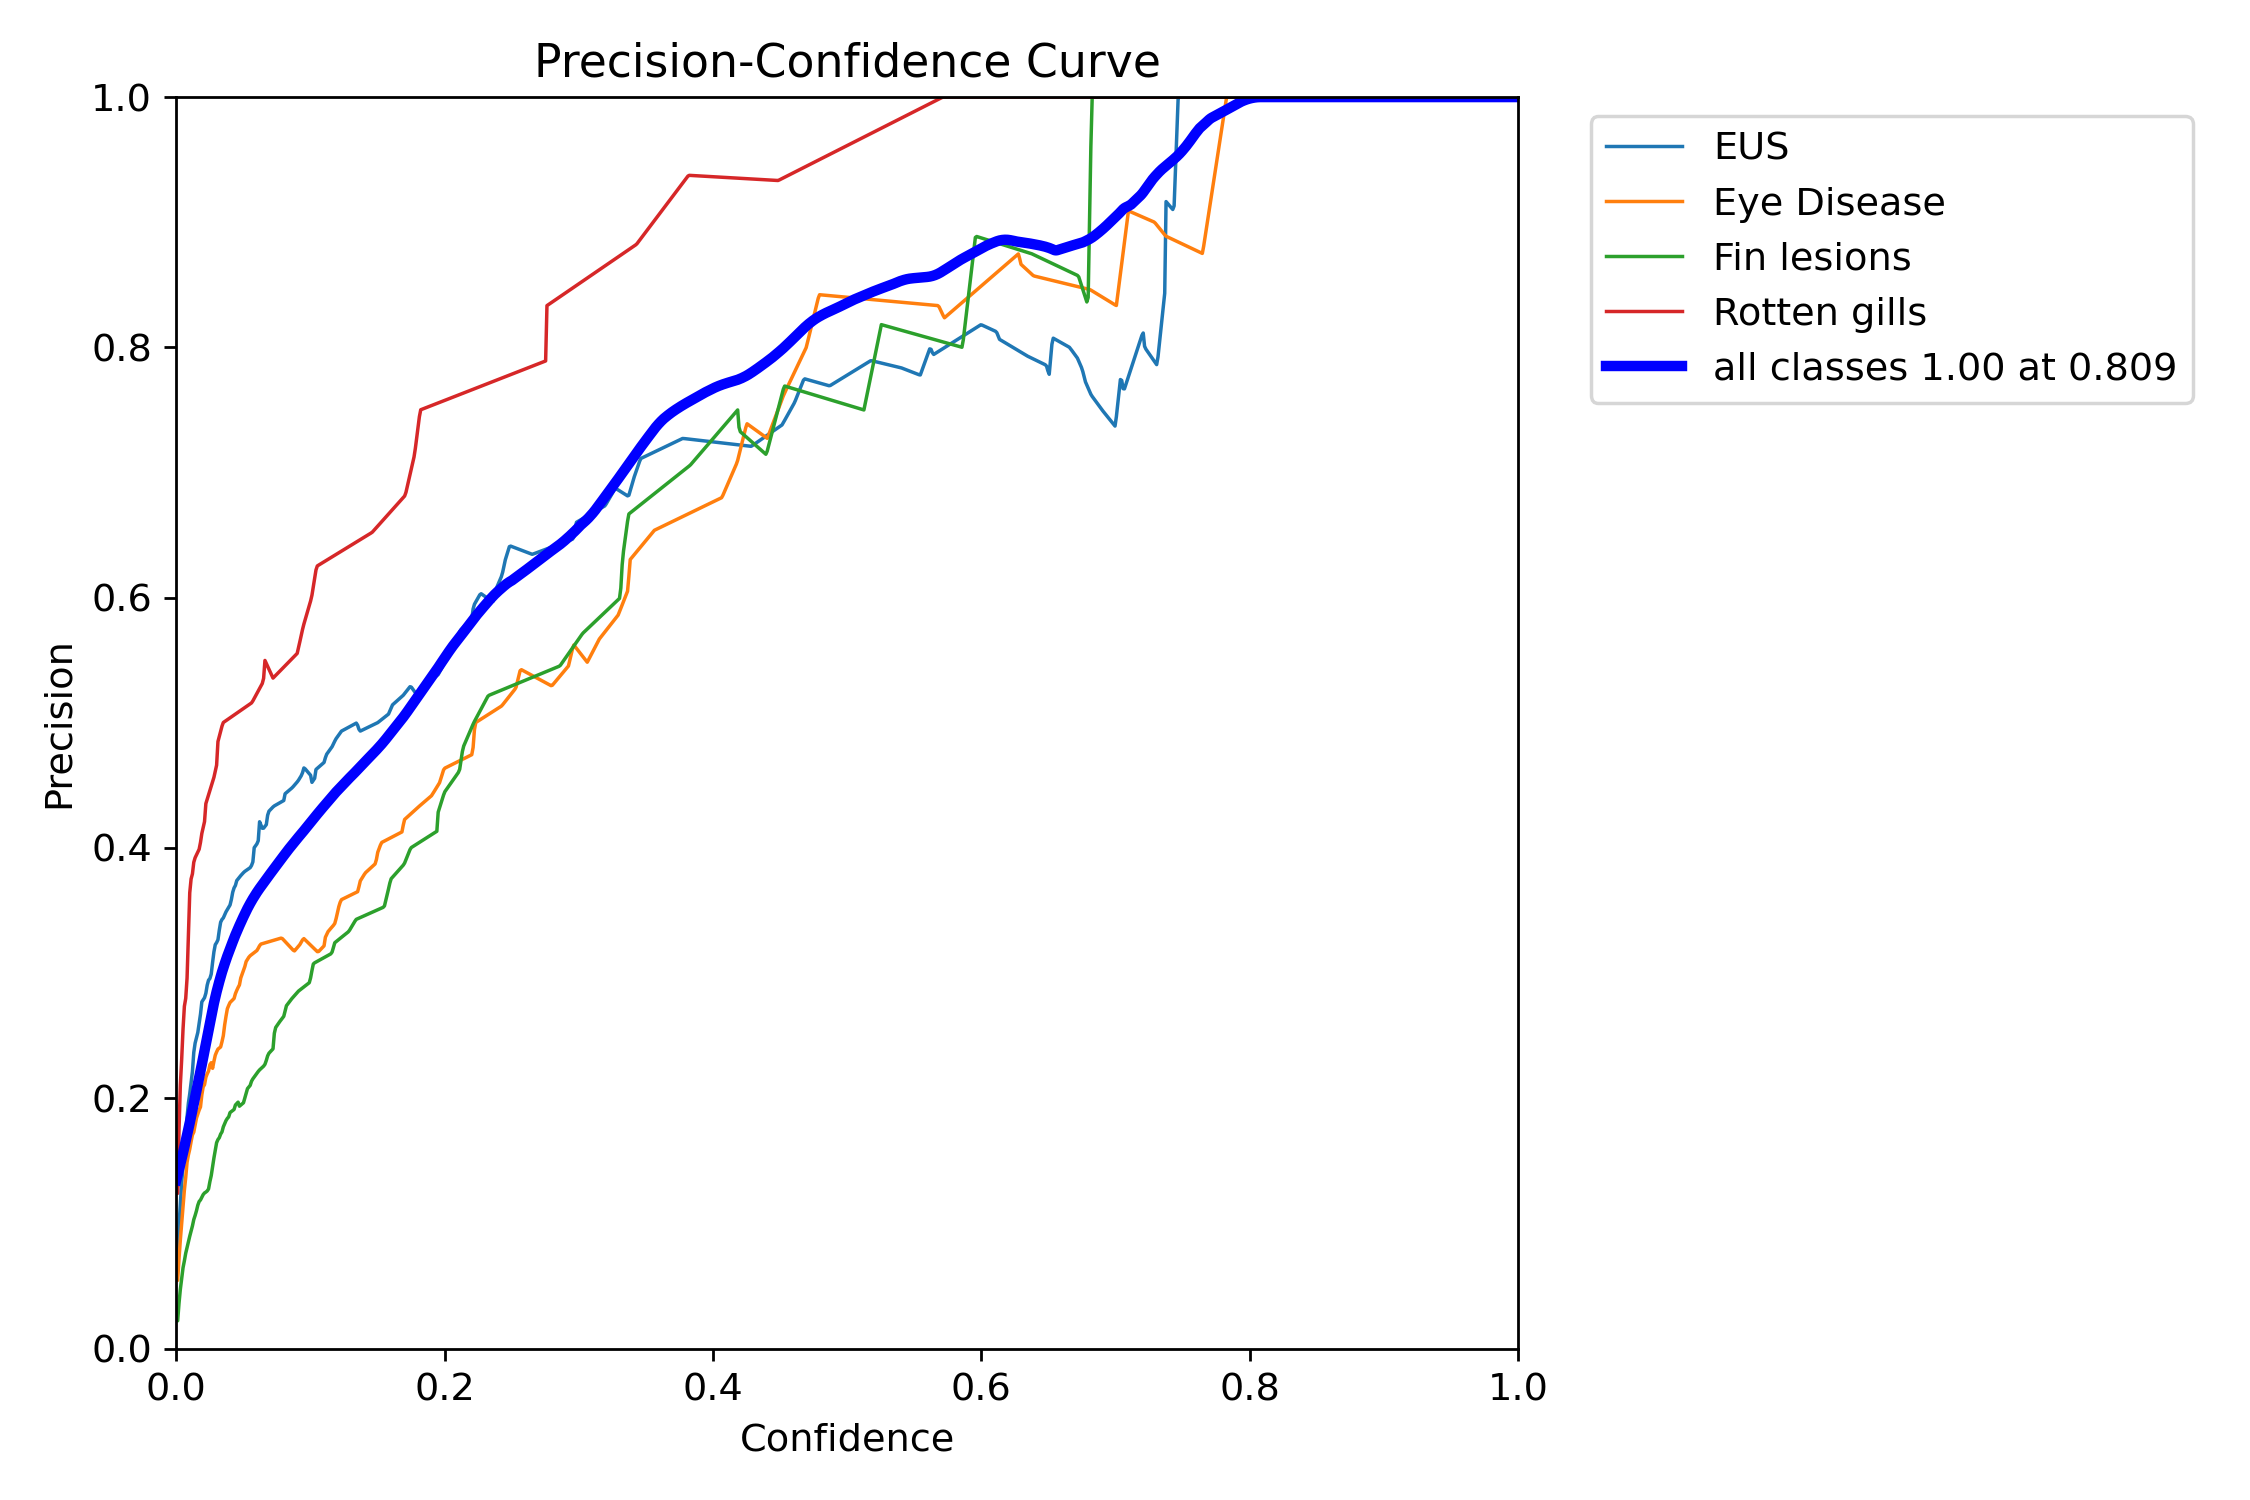 Precision-Confidence Curve
1.0
0.8
0.6
0.4
0.2
0.0
Precision
0.0 0.2 0.4 0.6 0.8 1.0
Confidence
EUS
Eye Disease
Fin lesions
Rotten gills
all classes 1.00 at 0.809